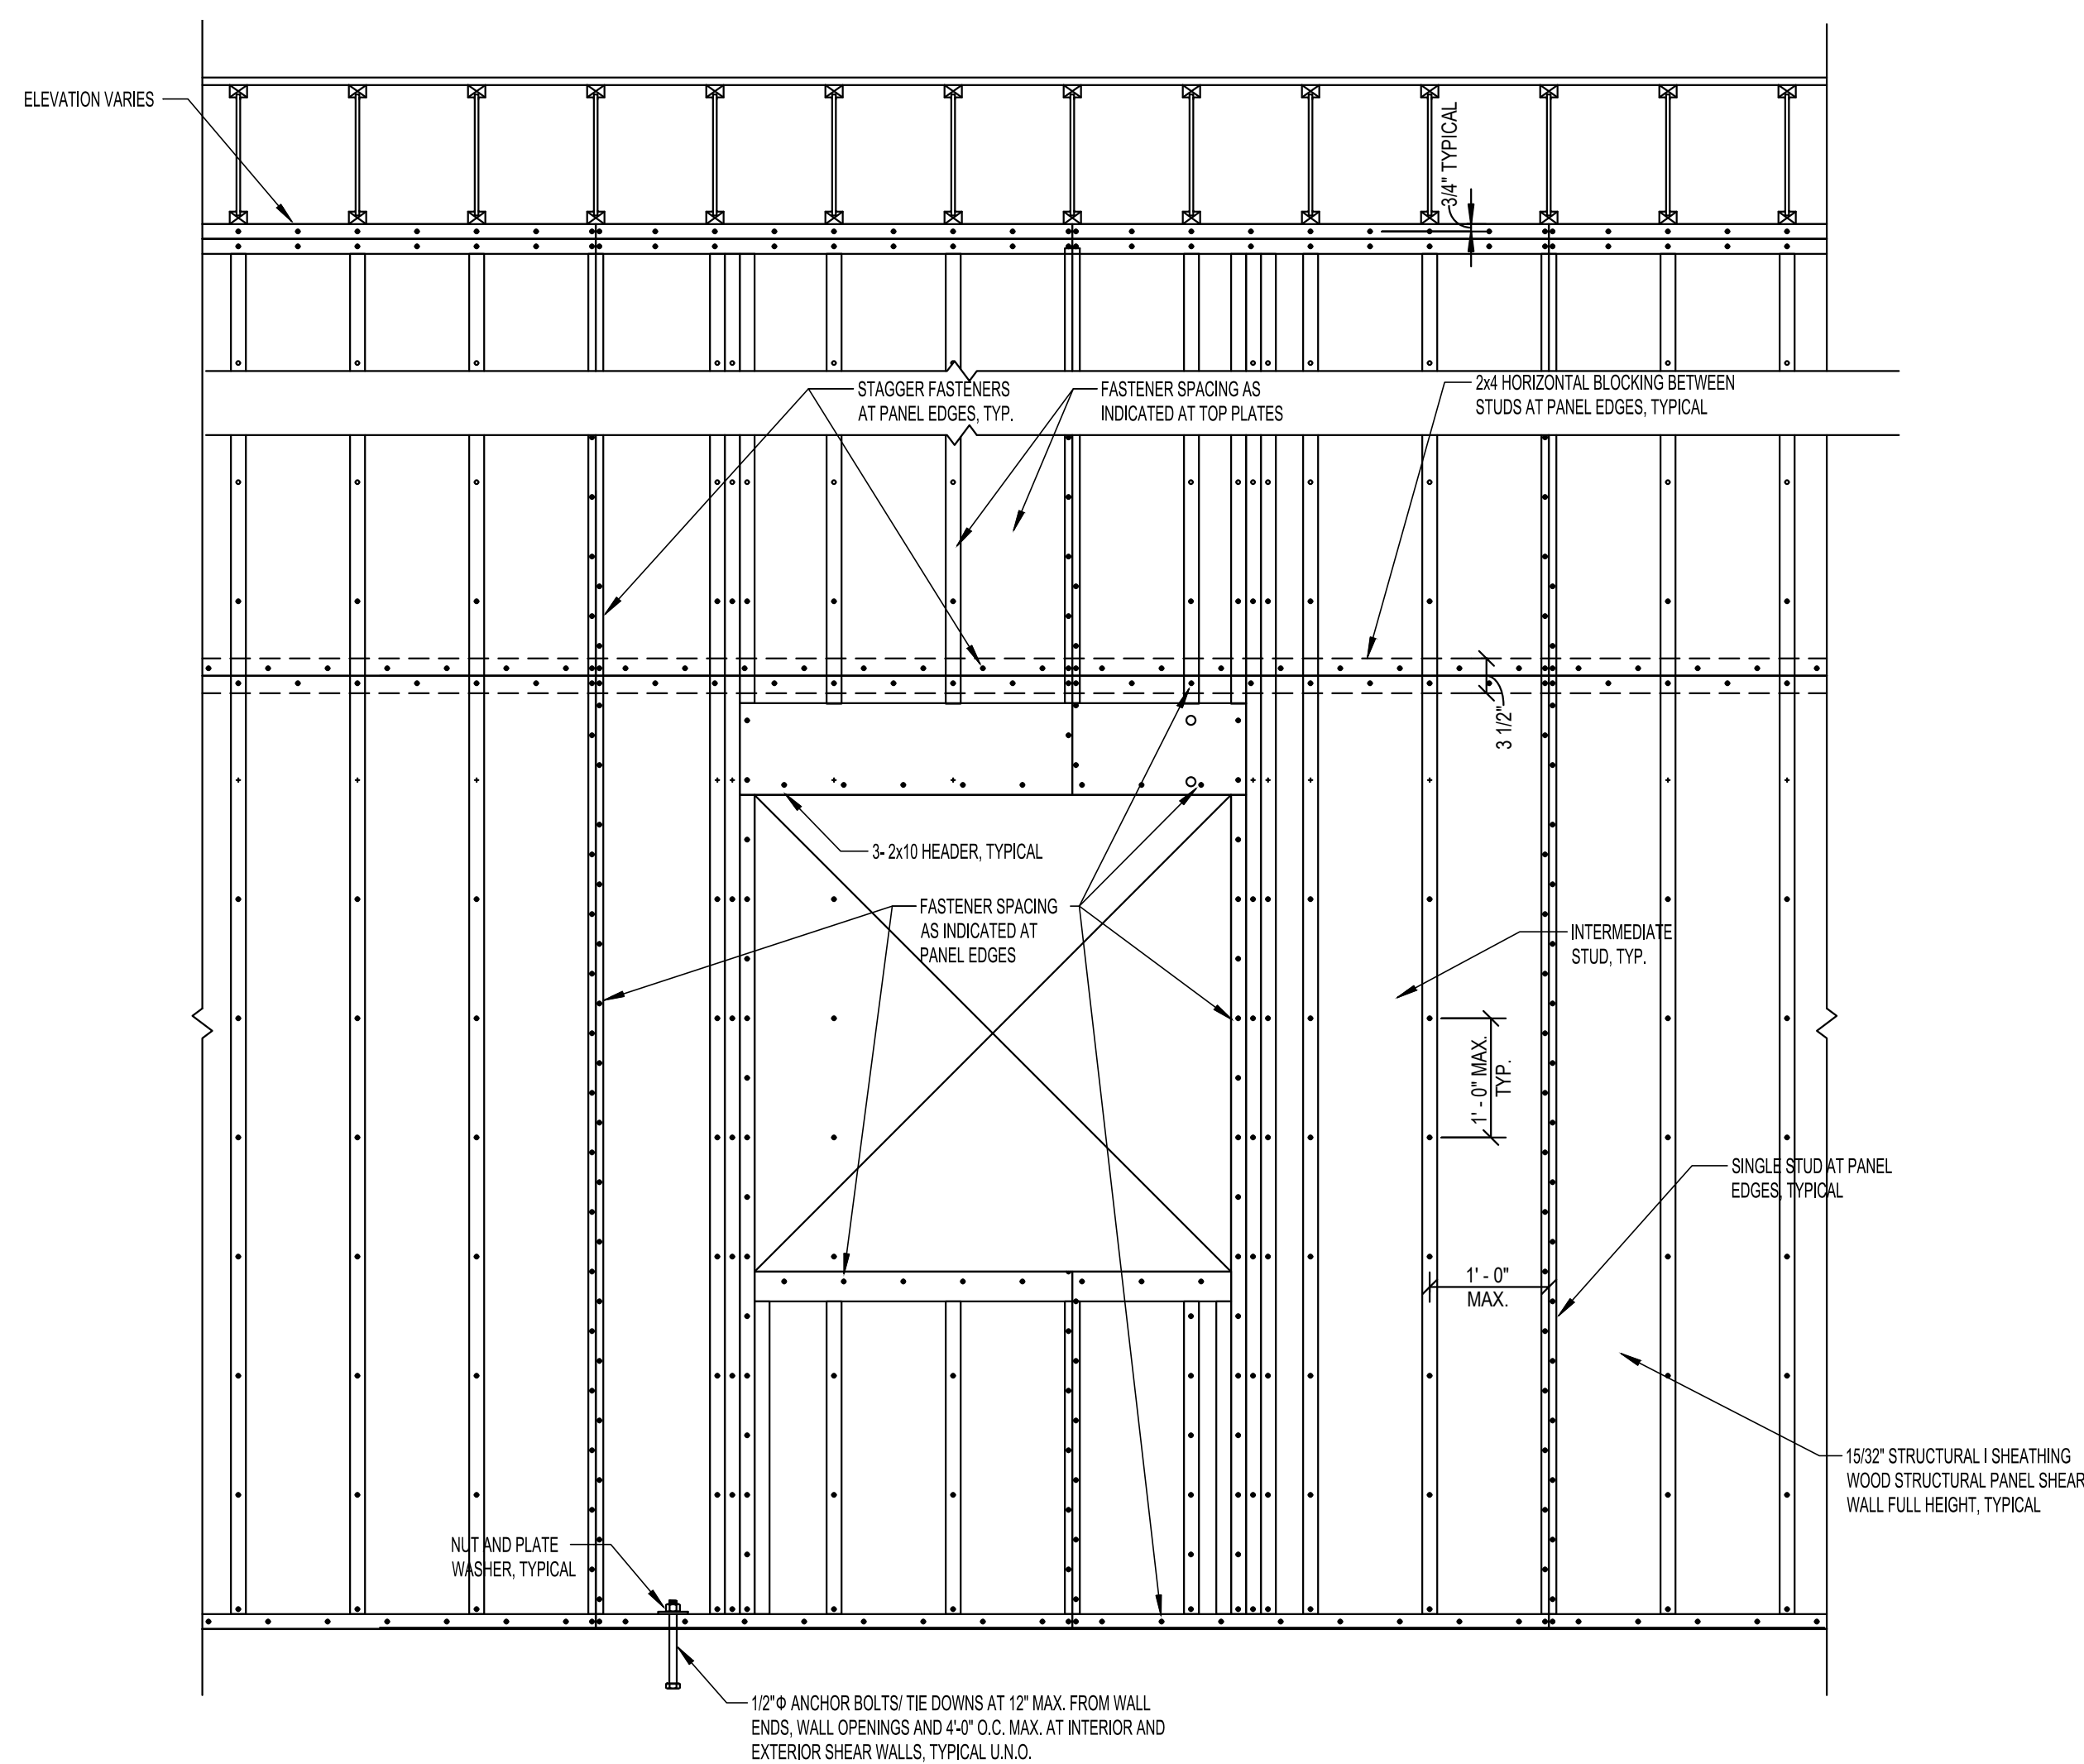 ELEVATION VARIES
3/4" TYPICAL
STAGGER FASTENERS
AT PANEL EDGES, TYP.
FASTENER SPACING AS
INDICATED AT TOP PLATES
2x4 HORIZONTAL BLOCKING BETWEEN
STUDS AT PANEL EDGES, TYPICAL
3 1/2"
3- 2x10 HEADER, TYPICAL
FASTENER SPACING
AS INDICATED AT
PANEL EDGES
INTERMEDIATE
STUD, TYP.
1' - 0" MAX.
TYP.
SINGLE STUD AT PANEL
EDGES, TYPICAL
1' - 0"
MAX.
15/32" STRUCTURAL I SHEATHING
WOOD STRUCTURAL PANEL SHEAR
WALL FULL HEIGHT, TYPICAL
NUT AND PLATE
WASHER, TYPICAL
1/2"Φ ANCHOR BOLTS/ TIE DOWNS AT 12" MAX. FROM WALL
ENDS, WALL OPENINGS AND 4'-0" O.C. MAX. AT INTERIOR AND
EXTERIOR SHEAR WALLS, TYPICAL U.N.O.